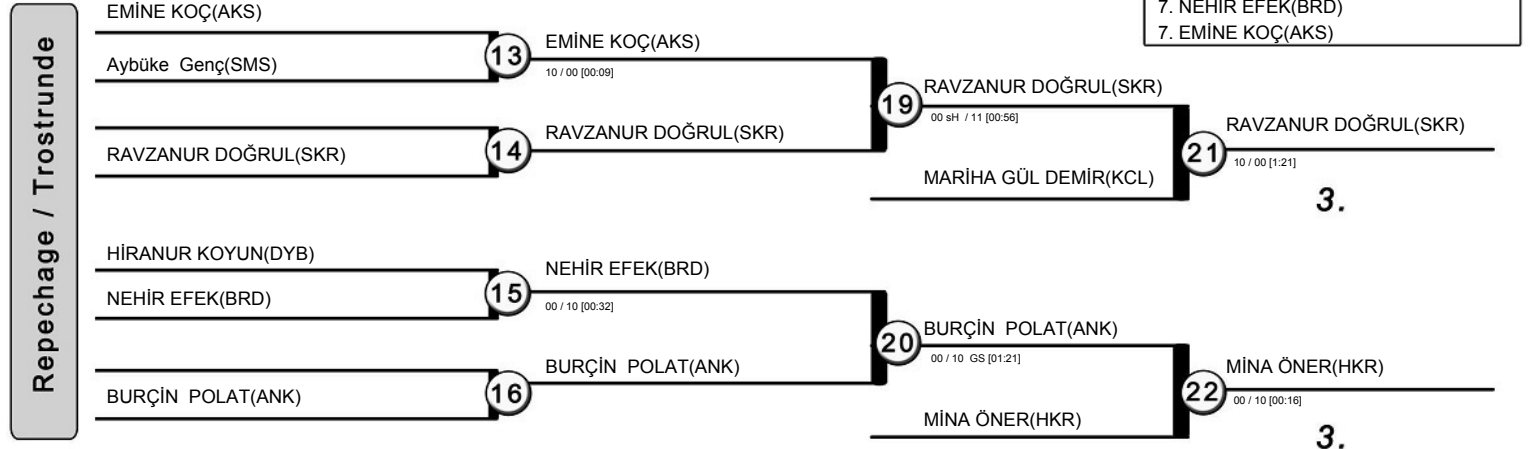 7. NEHİR EFEK(BRD)
7. EMİNE KOÇ(AKS)
Repechage / Trostrunde
EMİNE KOÇ(AKS)
Aybüke  Genç(SMS)
13
EMİNE KOÇ(AKS)
10 / 00 [00:09]
RAVZANUR DOĞRUL(SKR)
14
RAVZANUR DOĞRUL(SKR)
19
RAVZANUR DOĞRUL(SKR)
00 sH  / 11 [00:56]
MARİHA GÜL DEMİR(KCL)
21
RAVZANUR DOĞRUL(SKR)
10 / 00 [1:21]
3.
HİRANUR KOYUN(DYB)
NEHİR EFEK(BRD)
15
NEHİR EFEK(BRD)
00 / 10 [00:32]
BURÇİN  POLAT(ANK)
16
BURÇİN  POLAT(ANK)
20
BURÇİN  POLAT(ANK)
00 / 10  GS [01:21]
MİNA ÖNER(HKR)
22
MİNA ÖNER(HKR)
00 / 10 [00:16]
3.